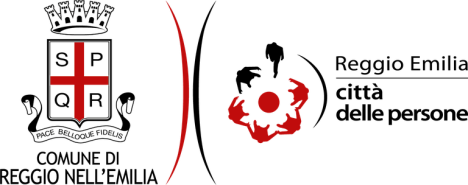 S P
Q R
PACE BELLOQUE FIDELIS
COMUNE DI
REGGIO NELL'EMILIA
Reggio Emilia
città
delle persone